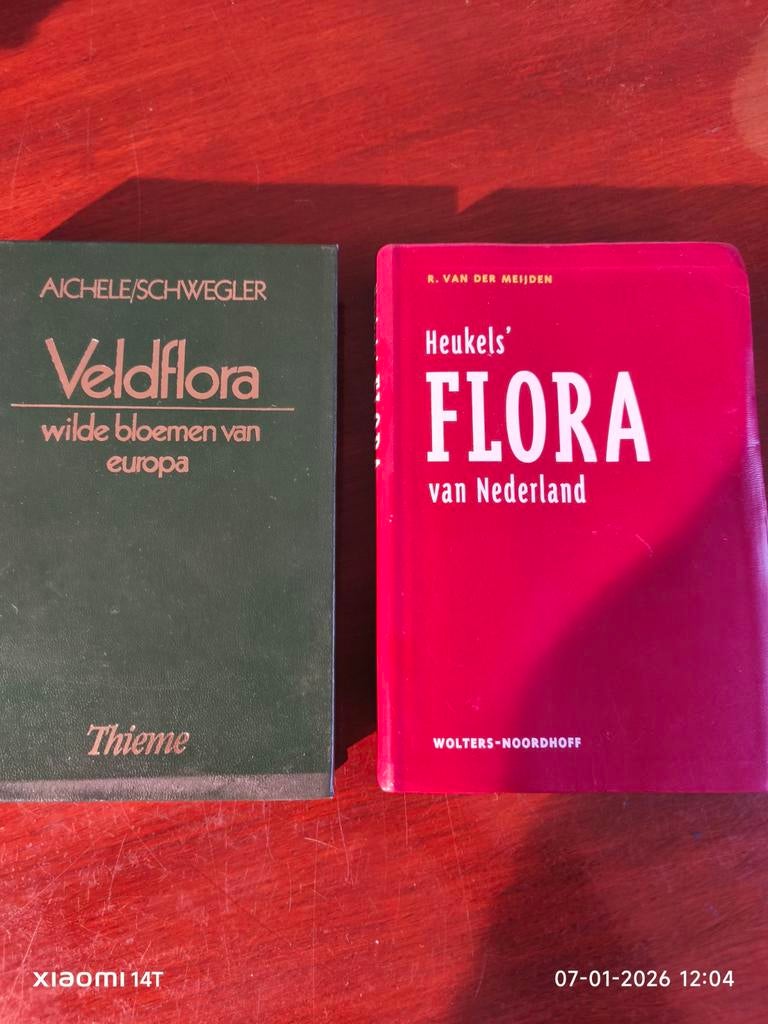 AICHELE/SCHWEGLER
Veldflora
wilde bloemen van
europa
Thieme
R. VAN DER MEIJDEN
Heukels'
FLORA
van Nederland
WOLTERS-NOORDHOFF
XIAOMI 14T
07-01-2026 12:04